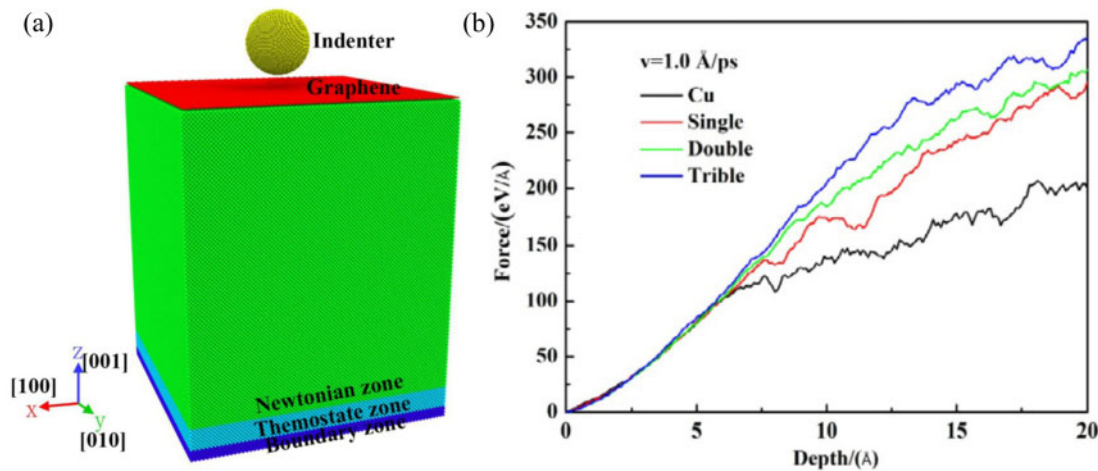 (a)
Indenter
Graphene
Newtonian zone
Themostate zone
Boundary zone
Z
[001]
[100]
X
y
[010]
(b)
350
300
250
200
150
100
50
0
Force/(eV/Å)
v=1.0 Å/ps
Cu
Single
Double
Trible
0 5 10 15 20
Depth/(Å)